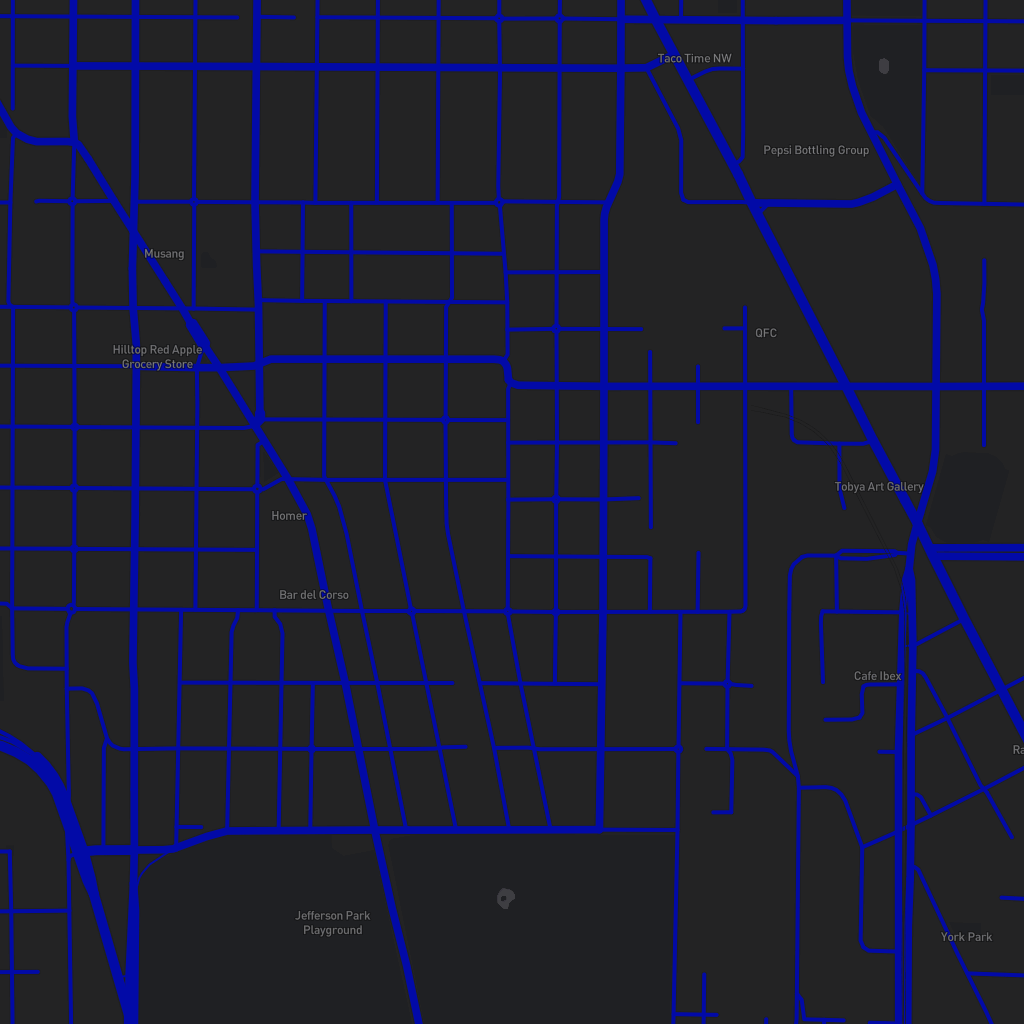 Taco Time NW
Pepsi Bottling Group
Musang
QFC
Hilltop Red Apple
Grocery Store
Tobya Art Gallery
Homer
Bar del Corso
Cafe Ibex
Ra
Jefferson Park
Playground
York Park